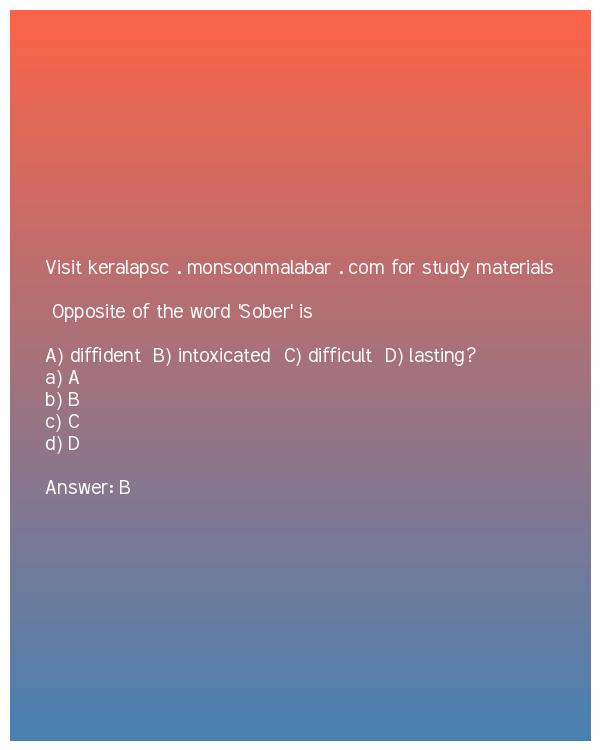 Visit keralapsc . monsoonmalabar . com for study materials
Opposite of the word 'Sober' is
A) diffident B) intoxicated C) difficult D) lasting?
a) A
b) B
c) C
d) D
Answer: B